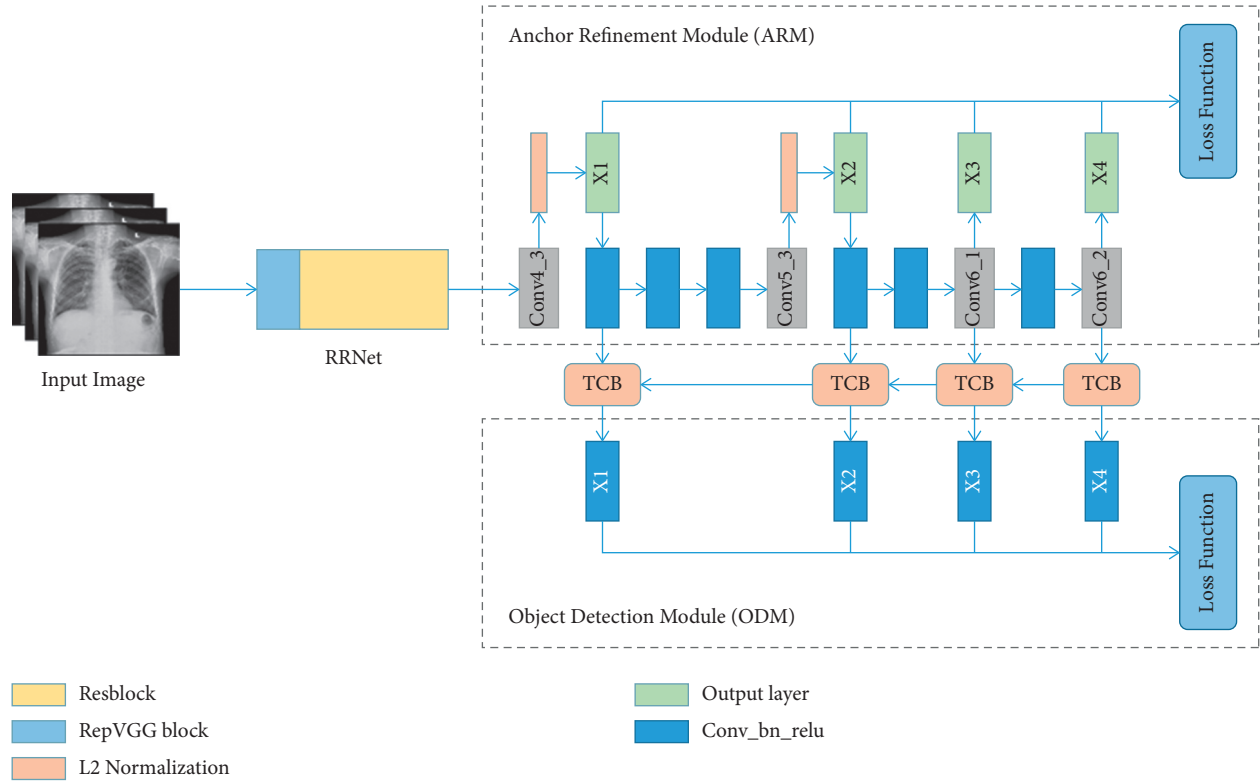 Anchor Refinement Module (ARM)
Loss Function
X1
X2
X3
X4
Conv4_3
Conv5_3
Conv6_1
Conv6_2
RRNet
Input Image
TCB
TCB
TCB
TCB
X1
X2
X3
X4
Loss Function
Object Detection Module (ODM)
Resblock
RepVGG block
L2 Normalization
Output layer
Conv_bn_relu